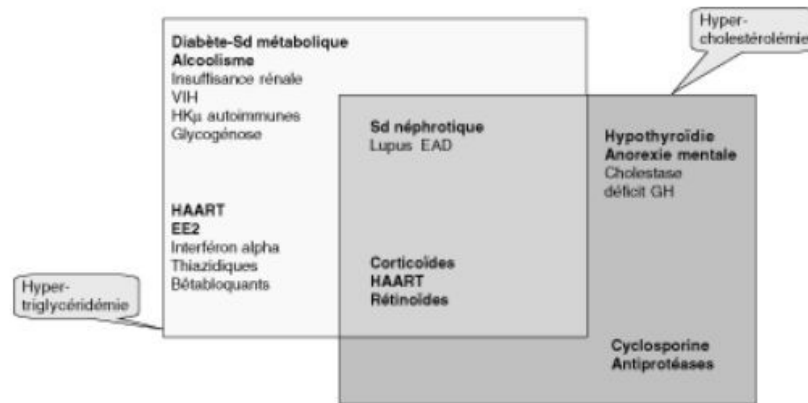 Hyper-
cholestérolémie
Diabète-Sd métabolique
Alcoolisme
Insuffisance rénale
VIH
HKμ autoimmunes
Glycogénose
Sd néphrotique
Lupus EAD
Hypothyroïdie
Anorexie mentale
Cholestase
déficit GH
HAART
EE2
Interféron alpha
Thiazidiques
Bêtabloquants
Corticoïdes
HAART
Rétinoïdes
Hyper-
triglycéridémie
Cyclosporine
Antiprotéases